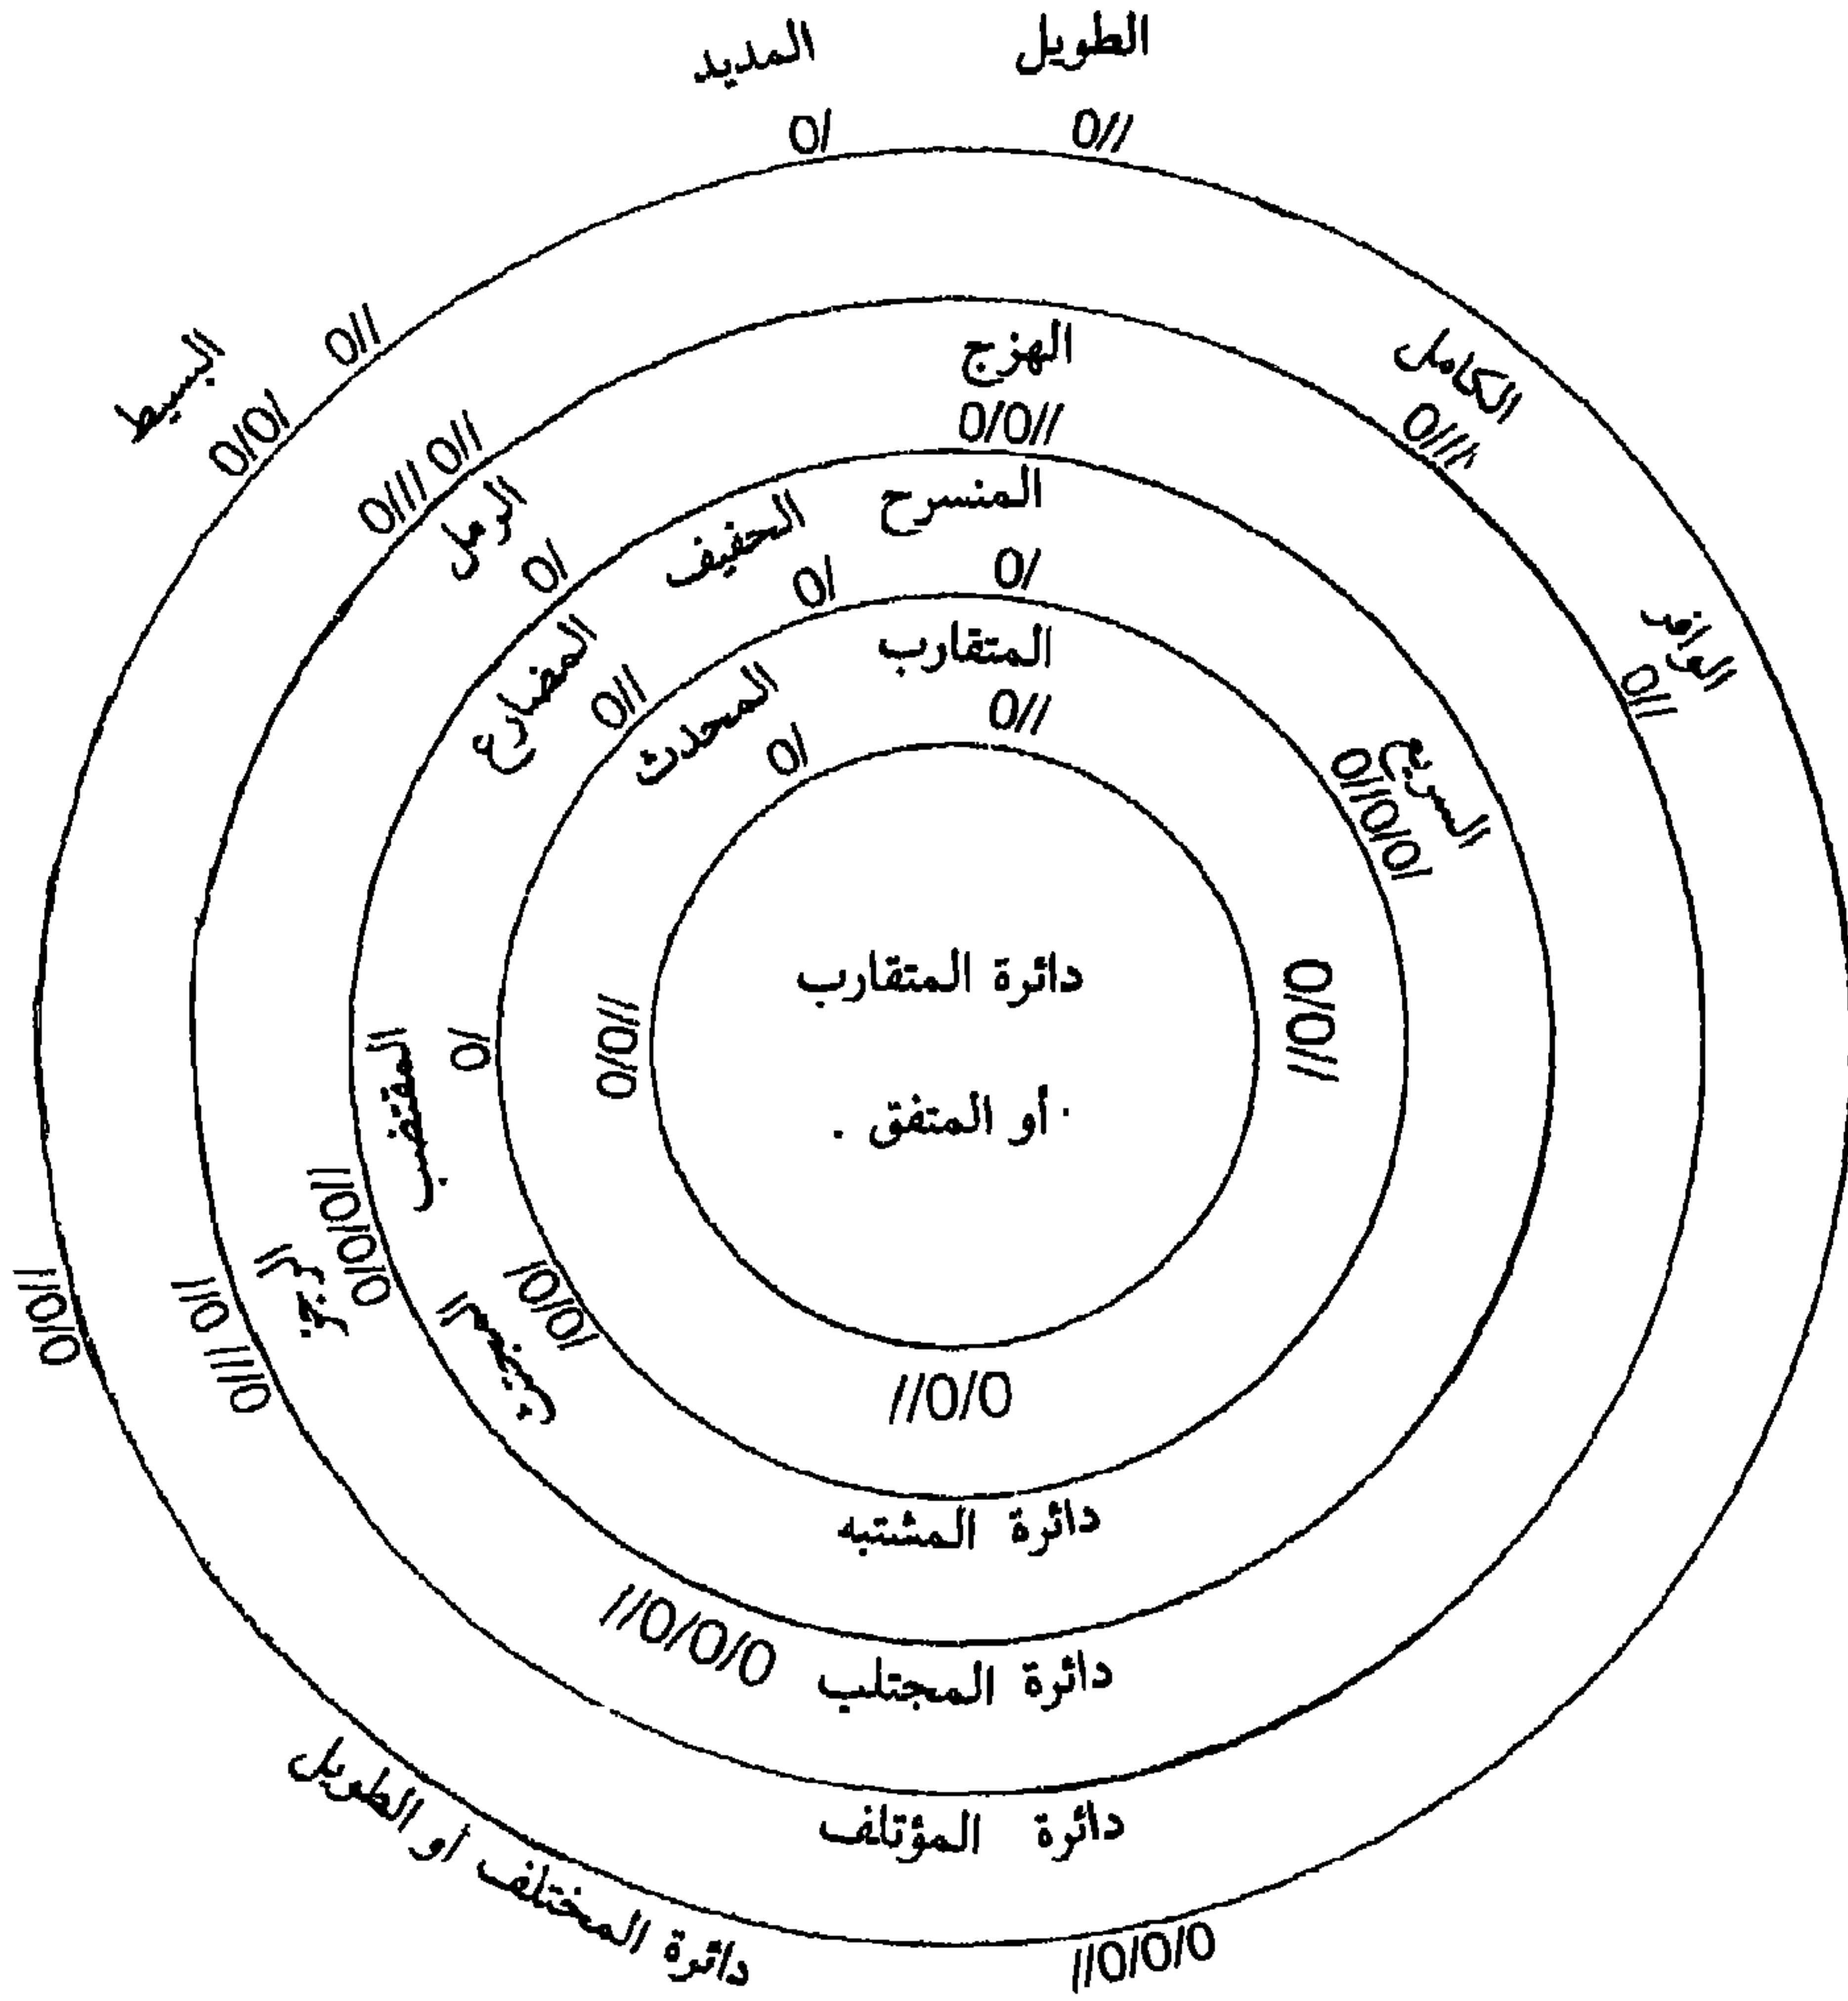 الطويل
//0
المديد
/0
//0
البسيط
/0/0
//0/0
//0/0/0
دائرة المختلف أو الطويل
الكامل
///0
الوافر
//0
//0 ///0
//0 ///0
دائرة المؤتلف
الهزج
//0/0
الرمل
/0
الرجز
//0/0/0
//0/0/0
دائرة المجتلب
السريع
/0/0//0
المنسرح
/0
الخفيف
/0
المضارع
//0
المقتضب
/0
المجتث
/0/0/
دائرة المشتبه
المتقارب
//0
المحدث
/0
//0/0
//0/0
//0/0
دائرة المتقارب
أو المتفق .